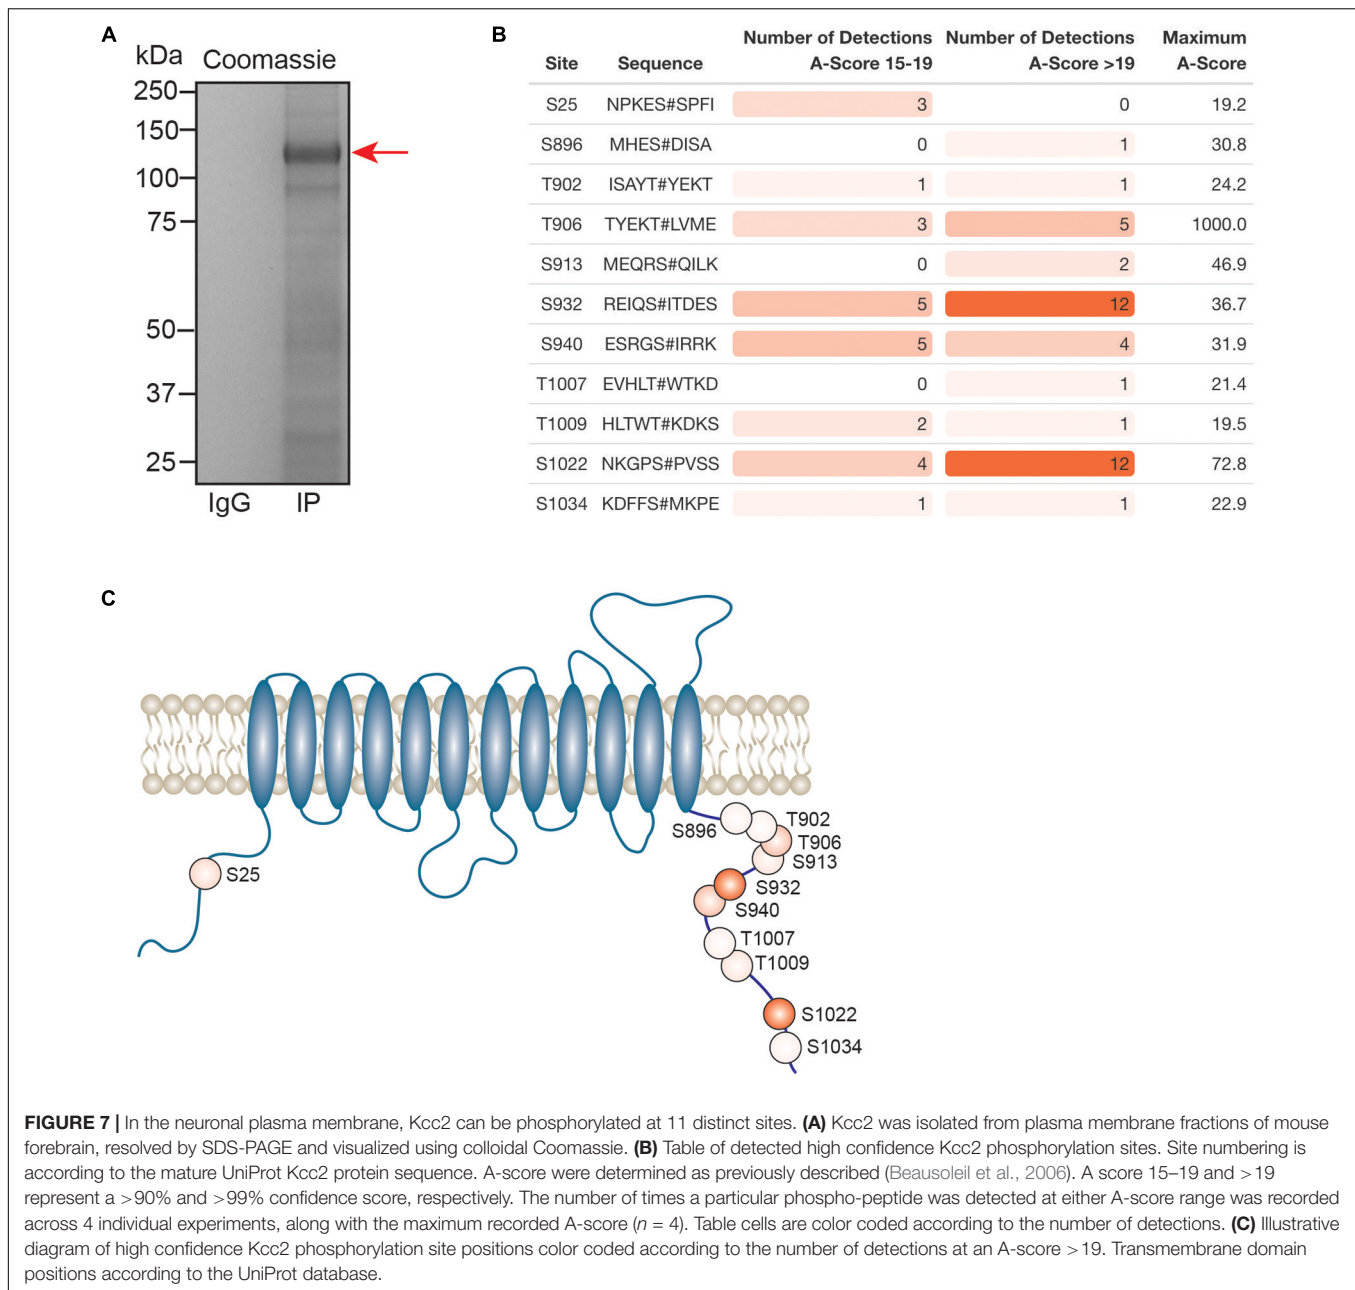 A
kDa
Coomassie
250
150
100
75
50
37
25
IgG IP
B
Number of Detections Number of Detections Maximum
Site Sequence A-Score 15-19 A-Score >19 A-Score
S25 NPKES#SPFI 3 0 19.2
S896 MHES#DISA 0 1 30.8
T902 ISAYT#YEKT 1 1 24.2
T906 TYEKT#LVME 3 5 1000.0
S913 MEQRS#QILK 0 2 46.9
S932 REIQS#ITDES 5 12 36.7
S940 ESRGS#IRRK 5 4 31.9
T1007 EVHLT#WTKD 0 1 21.4
T1009 HLTWT#KDKS 2 1 19.5
S1022 NKGPS#PVSS 4 12 72.8
S1034 KDFFS#MKPE 1 1 22.9
C
S25
S896
T902
T906
S913
S932
S940
T1007
T1009
S1022
S1034
FIGURE 7 | In the neuronal plasma membrane, Kcc2 can be phosphorylated at 11 distinct sites. (A) Kcc2 was isolated from plasma membrane fractions of mouse
forebrain, resolved by SDS-PAGE and visualized using colloidal Coomassie. (B) Table of detected high confidence Kcc2 phosphorylation sites. Site numbering is
according to the mature UniProt Kcc2 protein sequence. A-score were determined as previously described (Beausoleil et al., 2006). A score 15–19 and >19
represent a >90% and >99% confidence score, respectively. The number of times a particular phospho-peptide was detected at either A-score range was recorded
across 4 individual experiments, along with the maximum recorded A-score (n = 4). Table cells are color coded according to the number of detections. (C) Illustrative
diagram of high confidence Kcc2 phosphorylation site positions color coded according to the number of detections at an A-score >19. Transmembrane domain
positions according to the UniProt database.